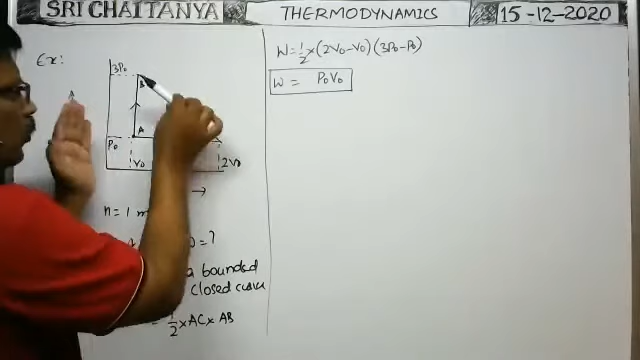 SRI CHAITANYA
THERMODYNAMICS
15-12-2020
Ex:
3P₀
B
A
P₀
V₀
2V₀
→
n = 1
= ?
a bounded
closed curve
= 1/2 × AC × AB
W = 1/2 × (2V₀ - V₀) (3P₀ - P₀)
W = P₀V₀